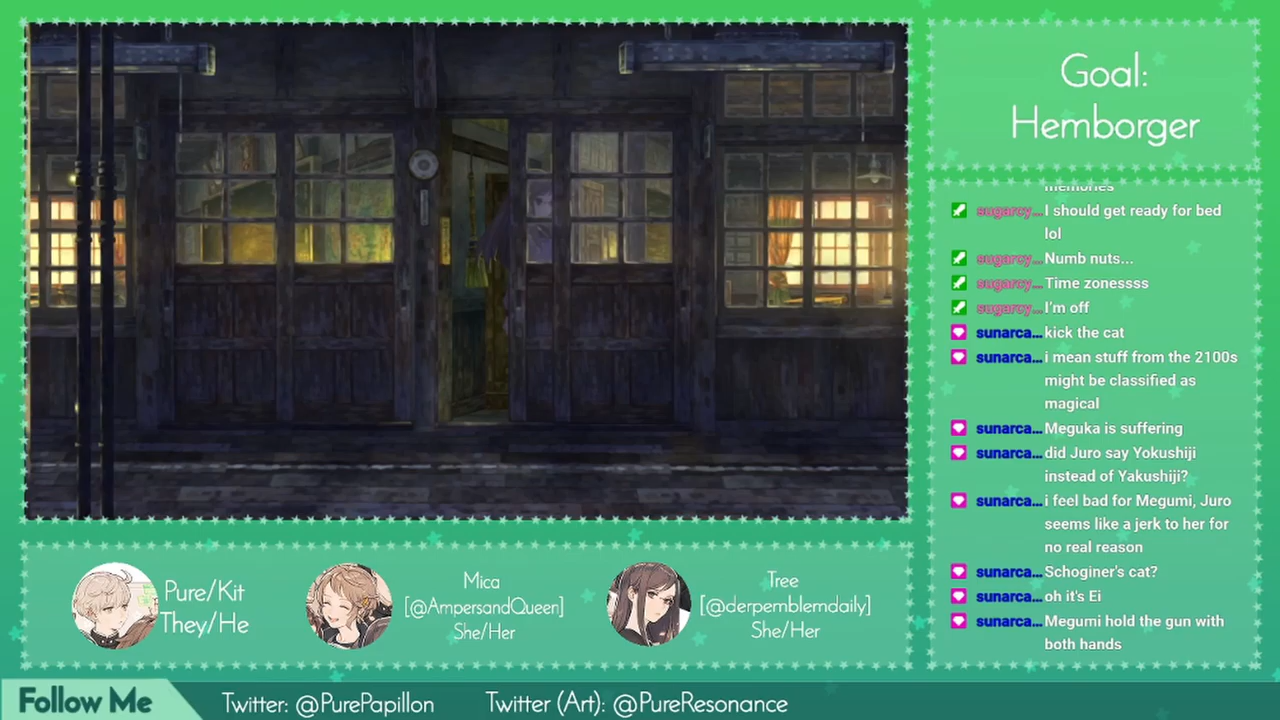 Goal:
Hemborger
memories
sugarcy... I should get ready for bed
lol
sugarcy... Numb nuts...
sugarcy... Time zonessss
sugarcy... I'm off
sunarca... kick the cat
sunarca... i mean stuff from the 2100s
might be classified as
magical
sunarca... Meguka is suffering
sunarca... did Juro say Yokushiji
instead of Yakushiji?
sunarca... i feel bad for Megumi, Juro
seems like a jerk to her for
no real reason
sunarca... Schoginer's cat?
sunarca... oh it's Ei
sunarca... Megumi hold the gun with
both hands
Pure/Kit
They/He
Mica
[@AmpersandQueen]
She/Her
Tree
[@derpemblemdaily]
She/Her
Follow Me
Twitter: @PurePapillon
Twitter (Art): @PureResonance